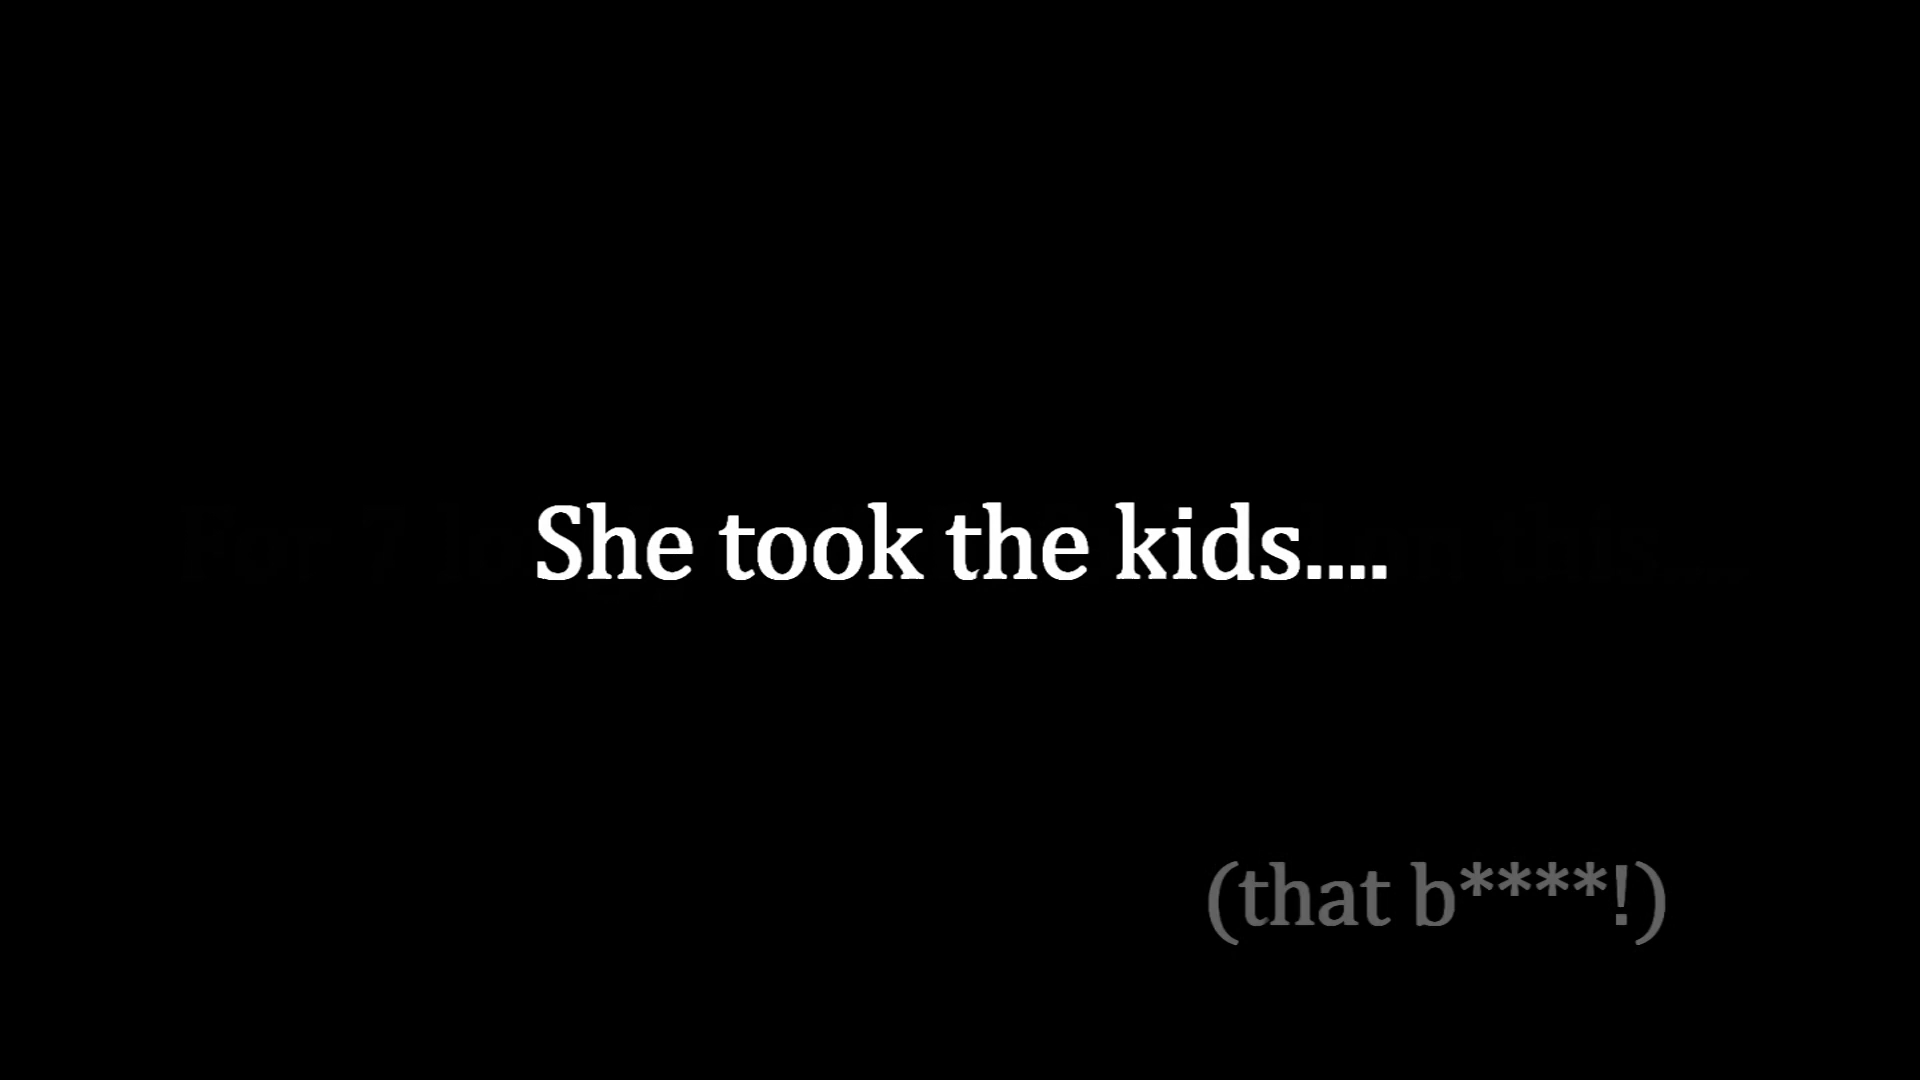 She took the kids....
(that b****!)